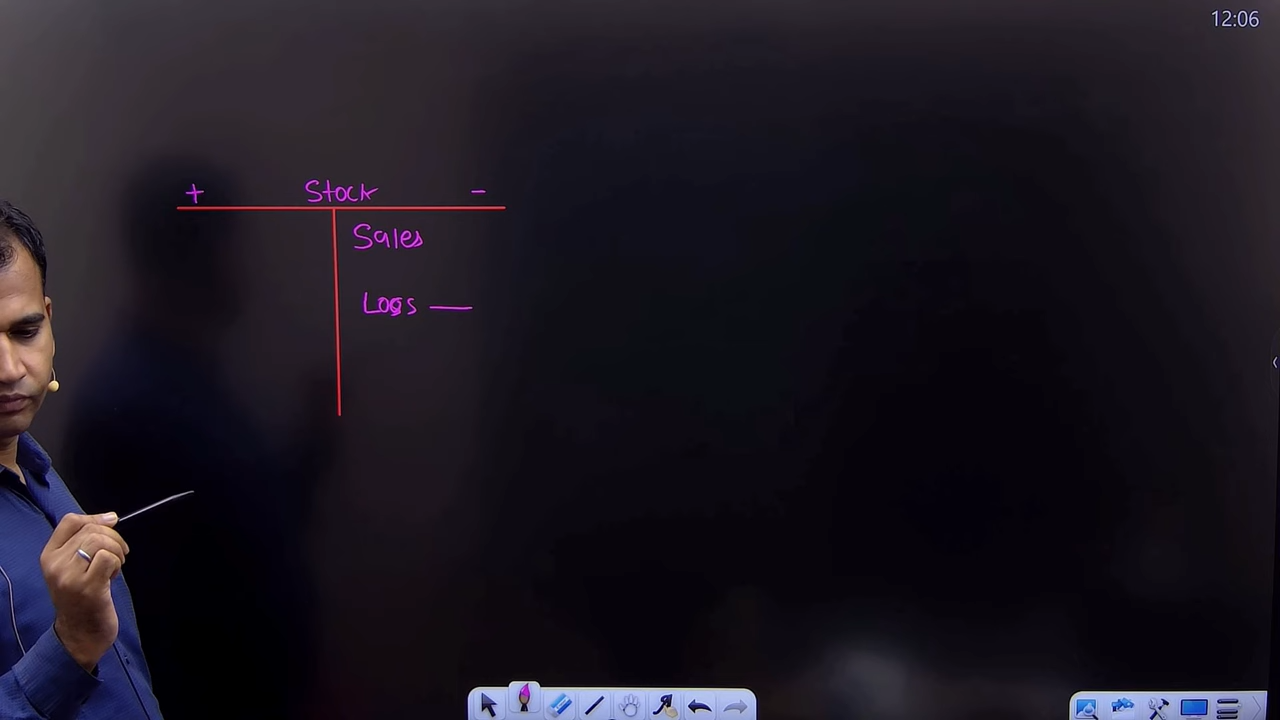 12:06
+ Stock -
Sales
Loss —